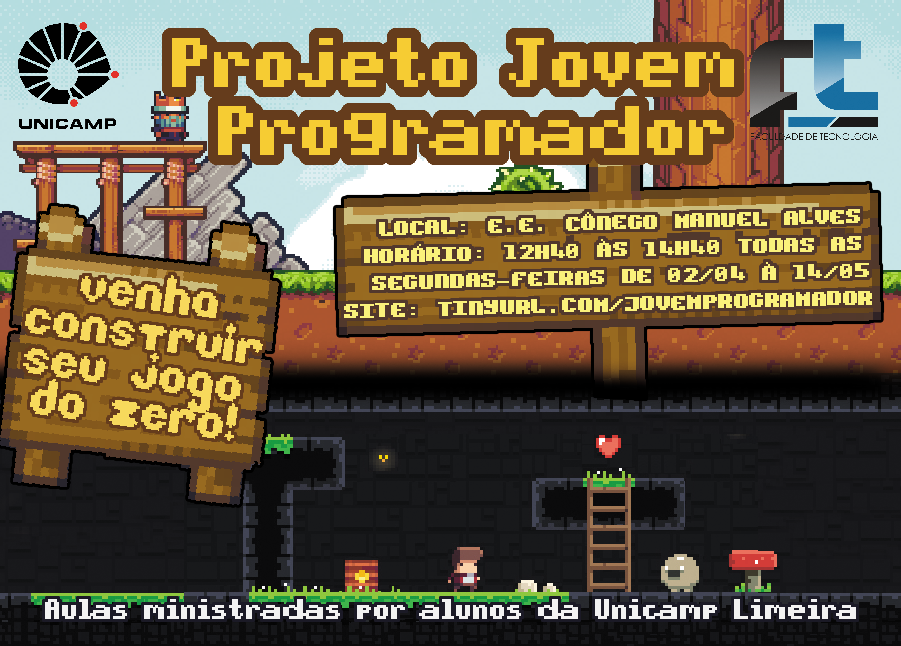 UNICAMP
Projeto Jovem
Programador
FACULDADE DE TECNOLOGIA
LOCAL: E.E. CÔNEGO MANUEL ALVES
HORÁRIO: 12H40 ÀS 14H40 TODAS AS
SEGUNDAS-FEIRAS DE 02/04 À 14/05
SITE: TINYURL.COM/JOVEMPROGRAMADOR
venha
construir
seu jogo
do zero!
Aulas ministradas por alunos da Unicamp Limeira